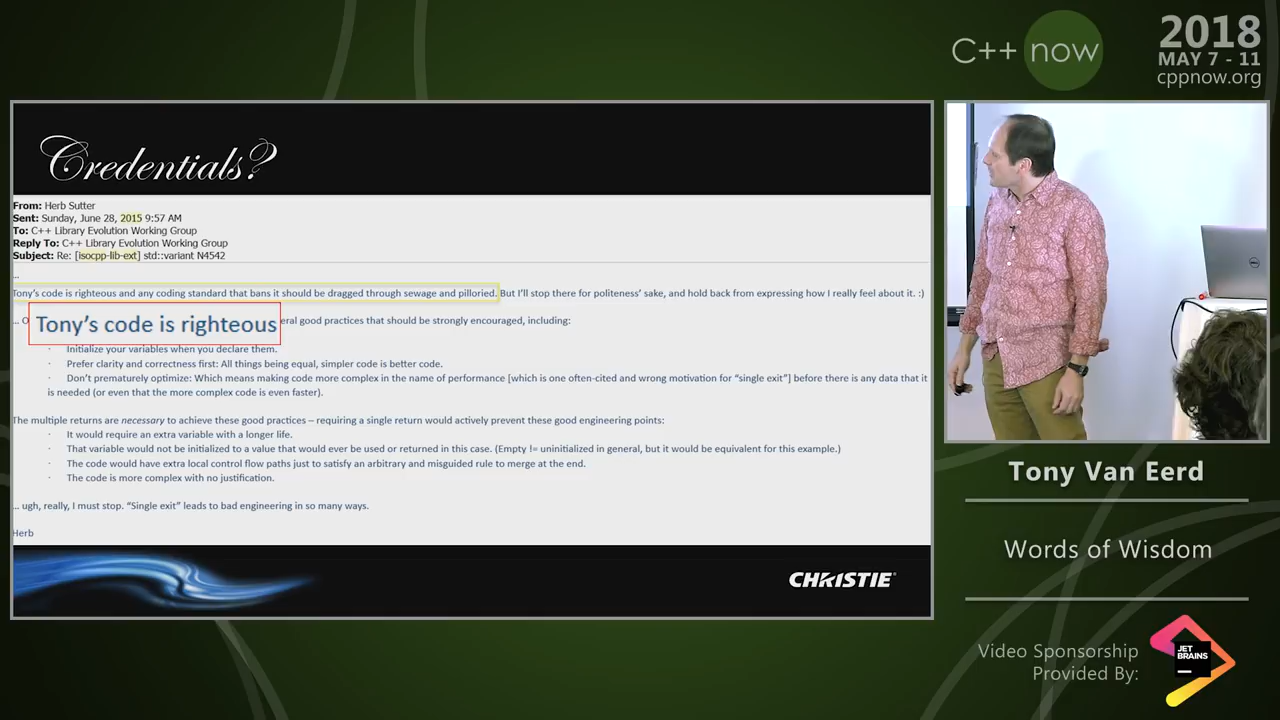 C++ now
2018
MAY 7 - 11
cppnow.org
Credentials?
From: Herb Sutter
Sent: Sunday, June 28, 2015 9:57 AM
To: C++ Library Evolution Working Group
Reply To: C++ Library Evolution Working Group
Subject: Re: [isocpp-lib-ext] std::variant N4542
...
Tony’s code is righteous and any coding standard that bans it should be dragged through sewage and pilloried. But I’ll stop there for politeness’ sake, and hold back from expressing how I really feel about it. :)
Tony’s code is righteous
eral good practices that should be strongly encouraged, including:
· Initialize your variables when you declare them.
· Prefer clarity and correctness first: All things being equal, simpler code is better code.
· Don’t prematurely optimize: Which means making code more complex in the name of performance [which is one often-cited and wrong motivation for “single exit”] before there is any data that it
is needed (or even that the more complex code is even faster).
The multiple returns are necessary to achieve these good practices – requiring a single return would actively prevent these good engineering points:
· It would require an extra variable with a longer life.
· That variable would not be initialized to a value that would ever be used or returned in this case. (Empty != uninitialized in general, but it would be equivalent for this example.)
· The code would have extra local control flow paths just to satisfy an arbitrary and misguided rule to merge at the end.
· The code is more complex with no justification.
... ugh, really, I must stop. “Single exit” leads to bad engineering in so many ways.
Herb
CHRISTIE
Tony Van Eerd
Words of Wisdom
Video Sponsorship
Provided By:
JET
BRAINS